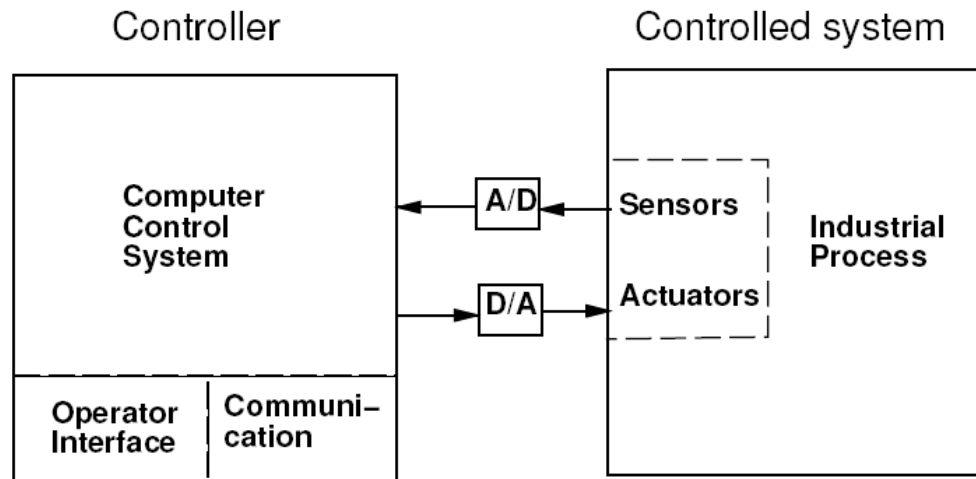 Controller
Controlled system
Computer
Control
System
A/D
D/A
Sensors
Actuators
Industrial
Process
Operator
Interface
Communi–
cation